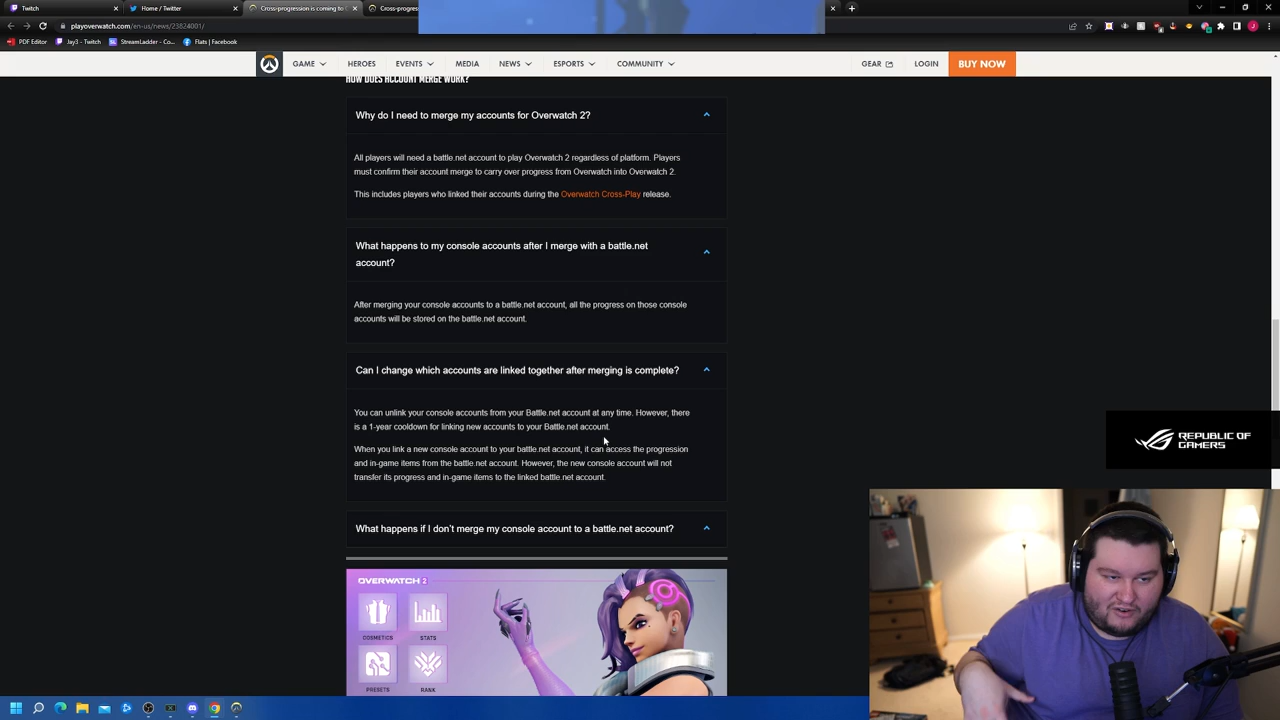 Twitch
Home / Twitter
Cross-progression is coming to
Cross-progres
playoverwatch.com/en-us/news/23824001/
PDF Editor
Jay3 - Twitch
StreamLadder - Co...
Flats | Facebook
GAME
HEROES
EVENTS
MEDIA
NEWS
ESPORTS
COMMUNITY
GEAR
LOGIN
BUY NOW
HOW DOES ACCOUNT MERGE WORK?
Why do I need to merge my accounts for Overwatch 2?
All players will need a battle.net account to play Overwatch 2 regardless of platform. Players
must confirm their account merge to carry over progress from Overwatch into Overwatch 2.
This includes players who linked their accounts during the Overwatch Cross-Play release.
What happens to my console accounts after I merge with a battle.net
account?
After merging your console accounts to a battle.net account, all the progress on those console
accounts will be stored on the battle.net account.
Can I change which accounts are linked together after merging is complete?
You can unlink your console accounts from your Battle.net account at any time. However, there
is a 1-year cooldown for linking new accounts to your Battle.net account.
When you link a new console account to your battle.net account, it can access the progression
and in-game items from the battle.net account. However, the new console account will not
transfer its progress and in-game items to the linked battle.net account.
REPUBLIC OF
GAMERS
What happens if I don't merge my console account to a battle.net account?
OVERWATCH 2
COSMETICS
STATS
PRESETS
RANK